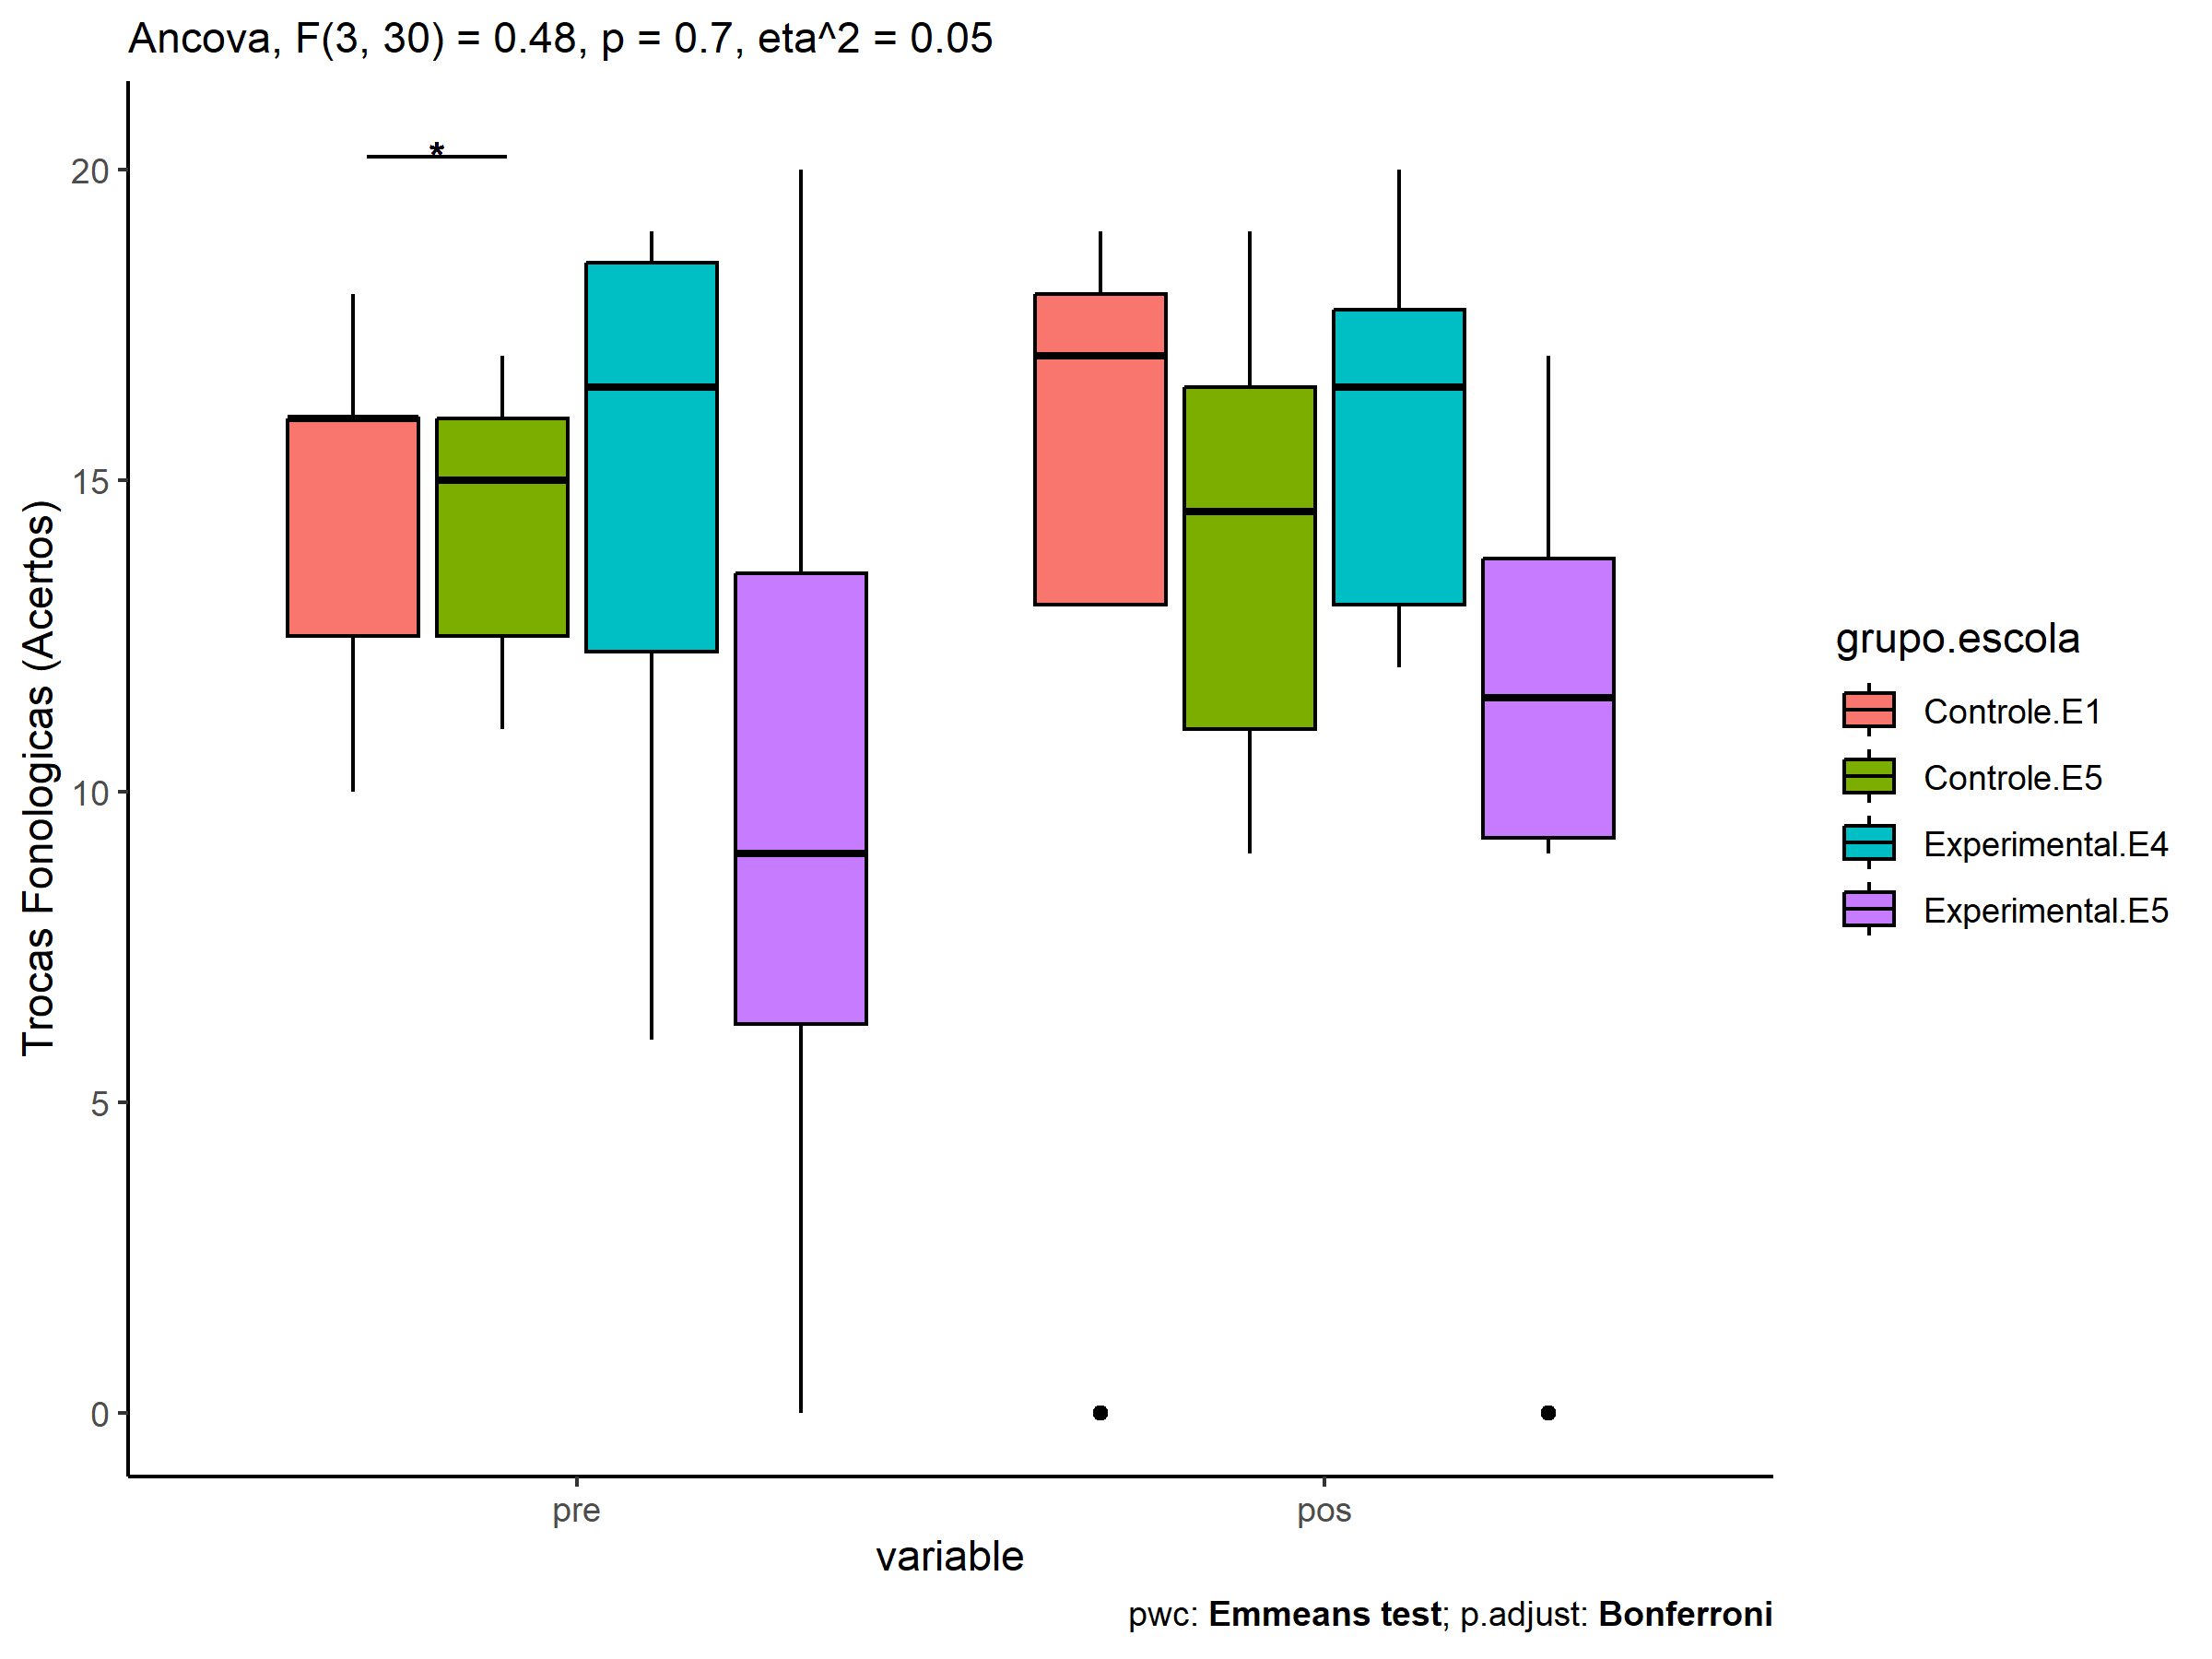 Ancova, F(3, 30) = 0.48, p = 0.7, eta^2 = 0.05
*
20
15
10
5
0
Trocas Fonologicas (Acertos)
pre
pos
variable
grupo.escola
Controle.E1
Controle.E5
Experimental.E4
Experimental.E5
pwc: Emmeans test; p.adjust: Bonferroni